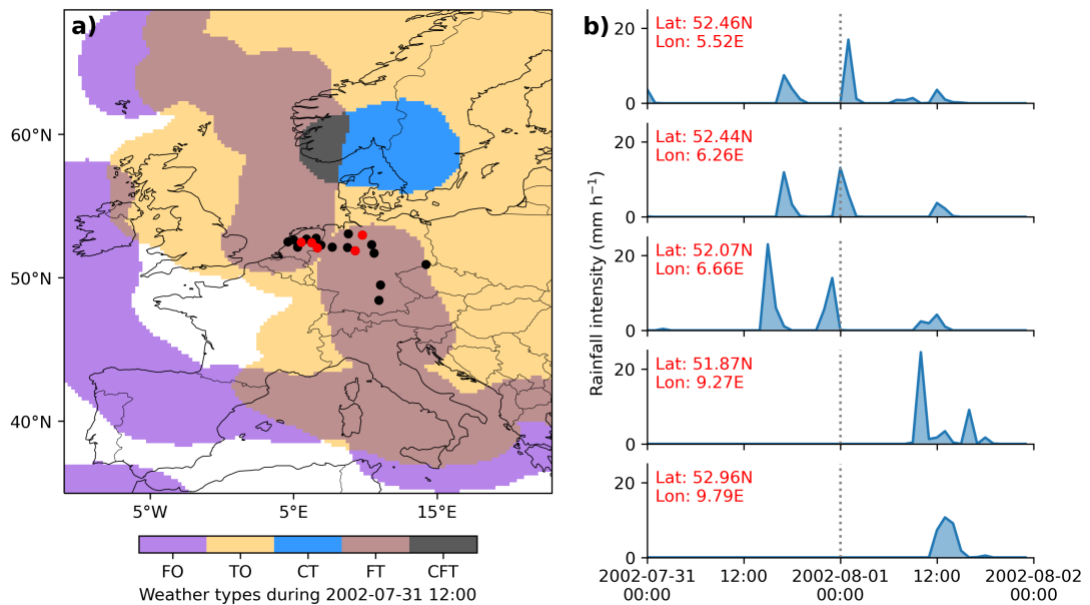 a)
60°N
50°N
40°N
5°W
5°E
15°E
FO
TO
CT
FT
CFT
Weather types during 2002-07-31 12:00
b)
Rainfall intensity (mm h⁻¹)
20
0
Lat: 52.46N
Lon: 5.52E
20
0
Lat: 52.44N
Lon: 6.26E
20
0
Lat: 52.07N
Lon: 6.66E
20
0
Lat: 51.87N
Lon: 9.27E
20
0
Lat: 52.96N
Lon: 9.79E
2002-07-31
00:00
12:00
2002-08-01
00:00
12:00
2002-08-02
00:00